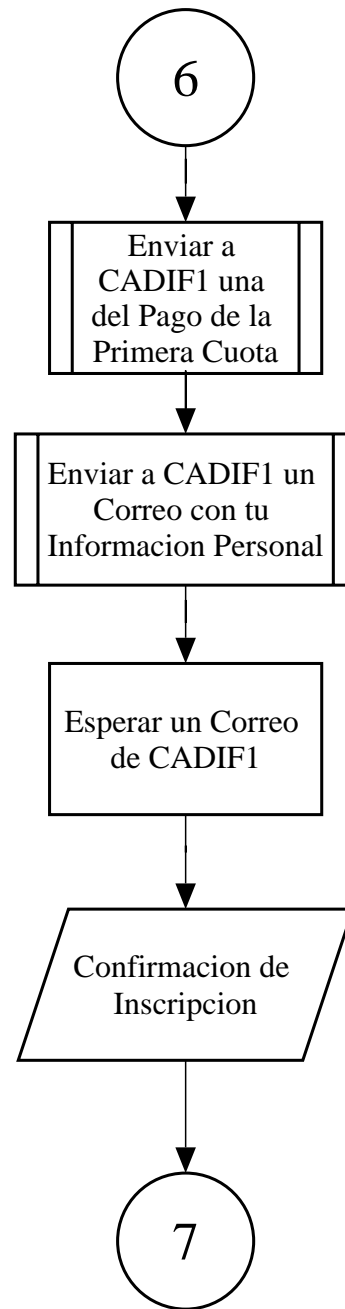 6
Enviar a
CADIF1 una
del Pago de la
Primera Cuota
Enviar a CADIF1 un
Correo con tu
Informacion Personal
Esperar un Correo
de CADIF1
Confirmacion de
Inscripcion
7